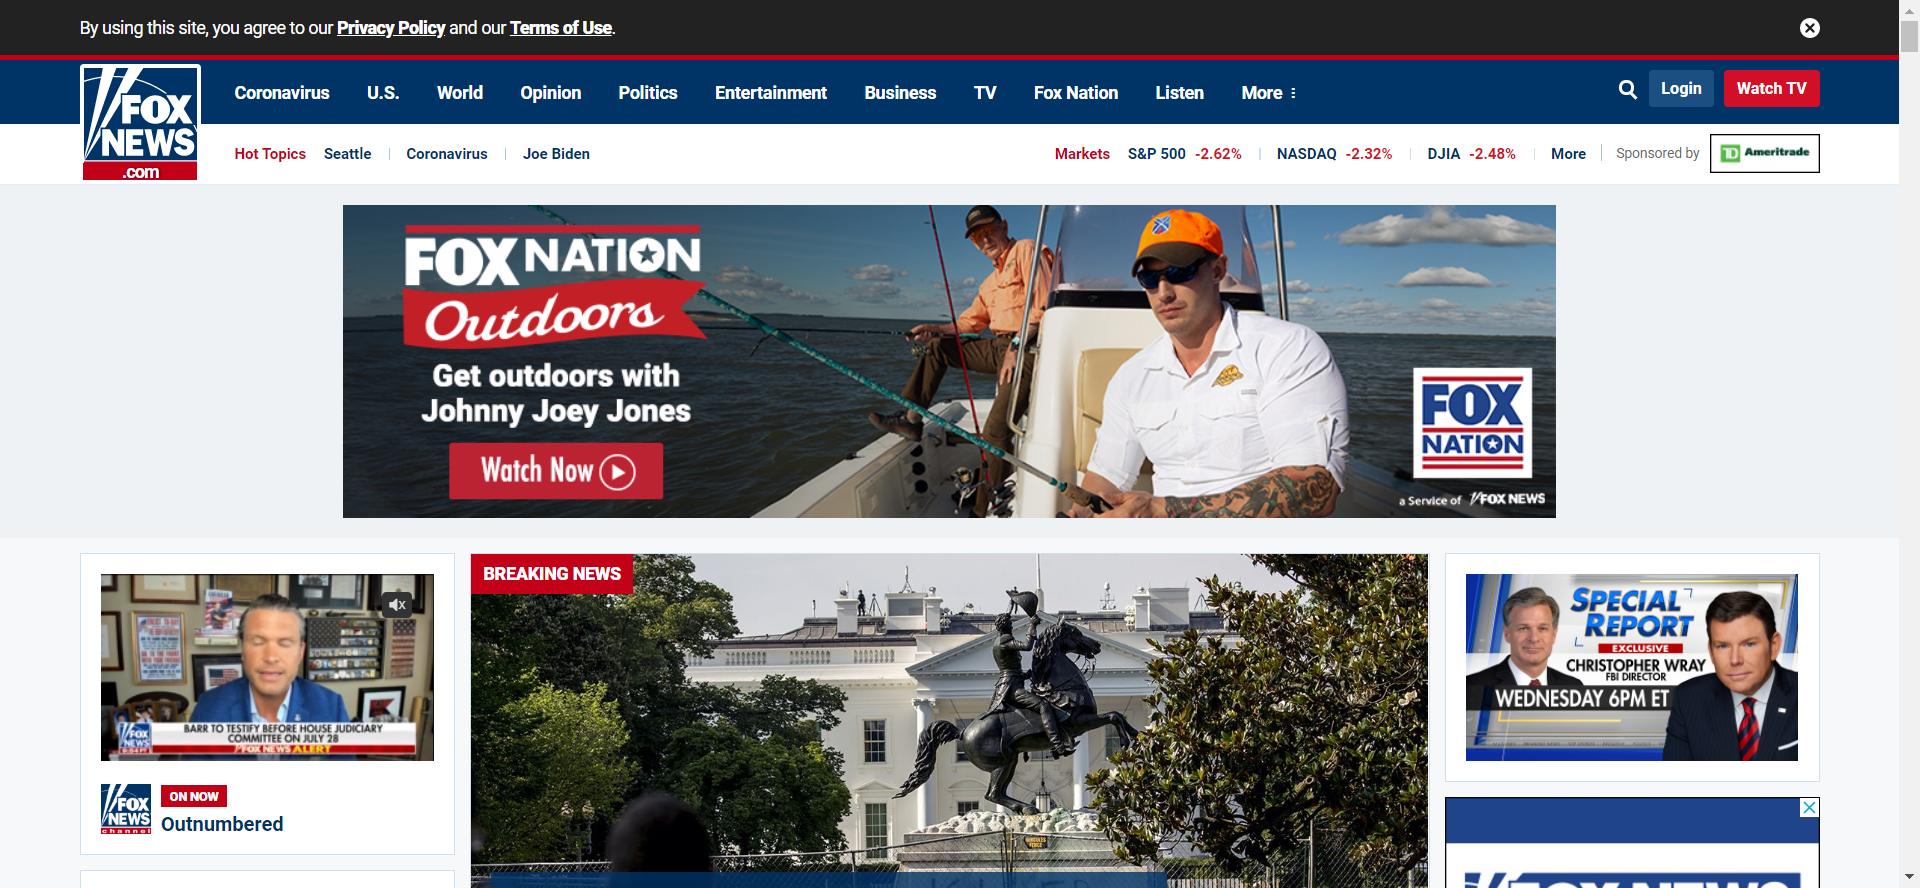 By using this site, you agree to our Privacy Policy and our Terms of Use.
FOX
NEWS
.com
Coronavirus U.S. World Opinion Politics Entertainment Business TV Fox Nation Listen More
Login
Watch TV
Hot Topics Seattle Coronavirus Joe Biden
Markets S&P 500 -2.62% NASDAQ -2.32% DJIA -2.48% More Sponsored by
TD Ameritrade
FOX NATION
Outdoors
Get outdoors with
Johnny Joey Jones
Watch Now
FOX
NATION
a Service of FOX NEWS
BARR TO TESTIFY BEFORE HOUSE JUDICIARY
COMMITTEE ON JULY 28
FOX NEWS ALERT
FOX
NEWS
FOX
NEWS
channel
ON NOW
Outnumbered
BREAKING NEWS
SPECIAL
REPORT
EXCLUSIVE
CHRISTOPHER WRAY
FBI DIRECTOR
WEDNESDAY 6PM ET
FOX NEWS